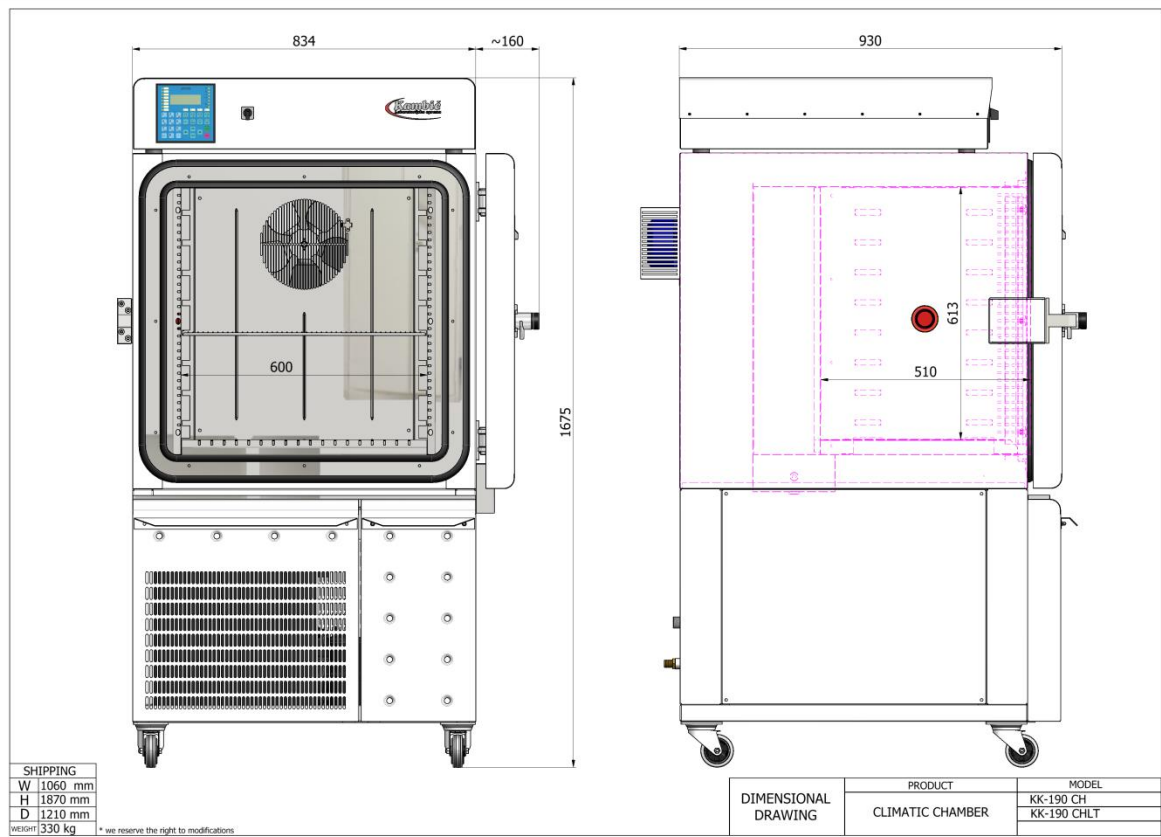 834
~160
930
Kambič
1675
600
613
510
SHIPPING
W 1060 mm
H 1870 mm
D 1210 mm
WEIGHT 330 kg
* we reserve the right to modifications
DIMENSIONAL DRAWING
PRODUCT
CLIMATIC CHAMBER
MODEL
KK-190 CH
KK-190 CHLT